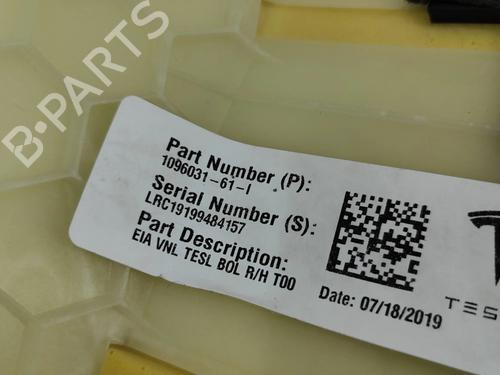 B-PARTS
Part Number (P):
1096031-61-I
Serial Number (S):
LRC19199484157
Part Description:
EIA VNL TESL BOL R/H T00
Date: 07/18/2019